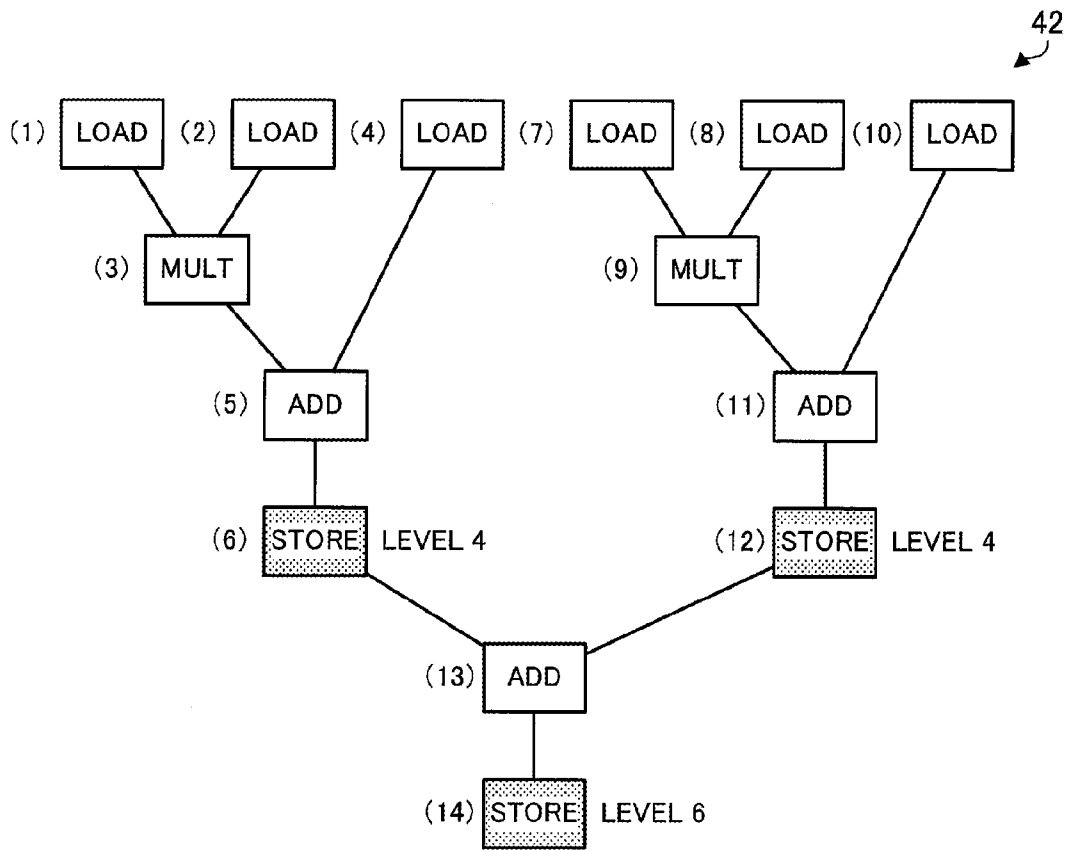 42
(1) LOAD (2) LOAD (4) LOAD (7) LOAD (8) LOAD (10) LOAD
(3) MULT (9) MULT
(5) ADD (11) ADD
(6) STORE LEVEL 4 (12) STORE LEVEL 4
(13) ADD
(14) STORE LEVEL 6